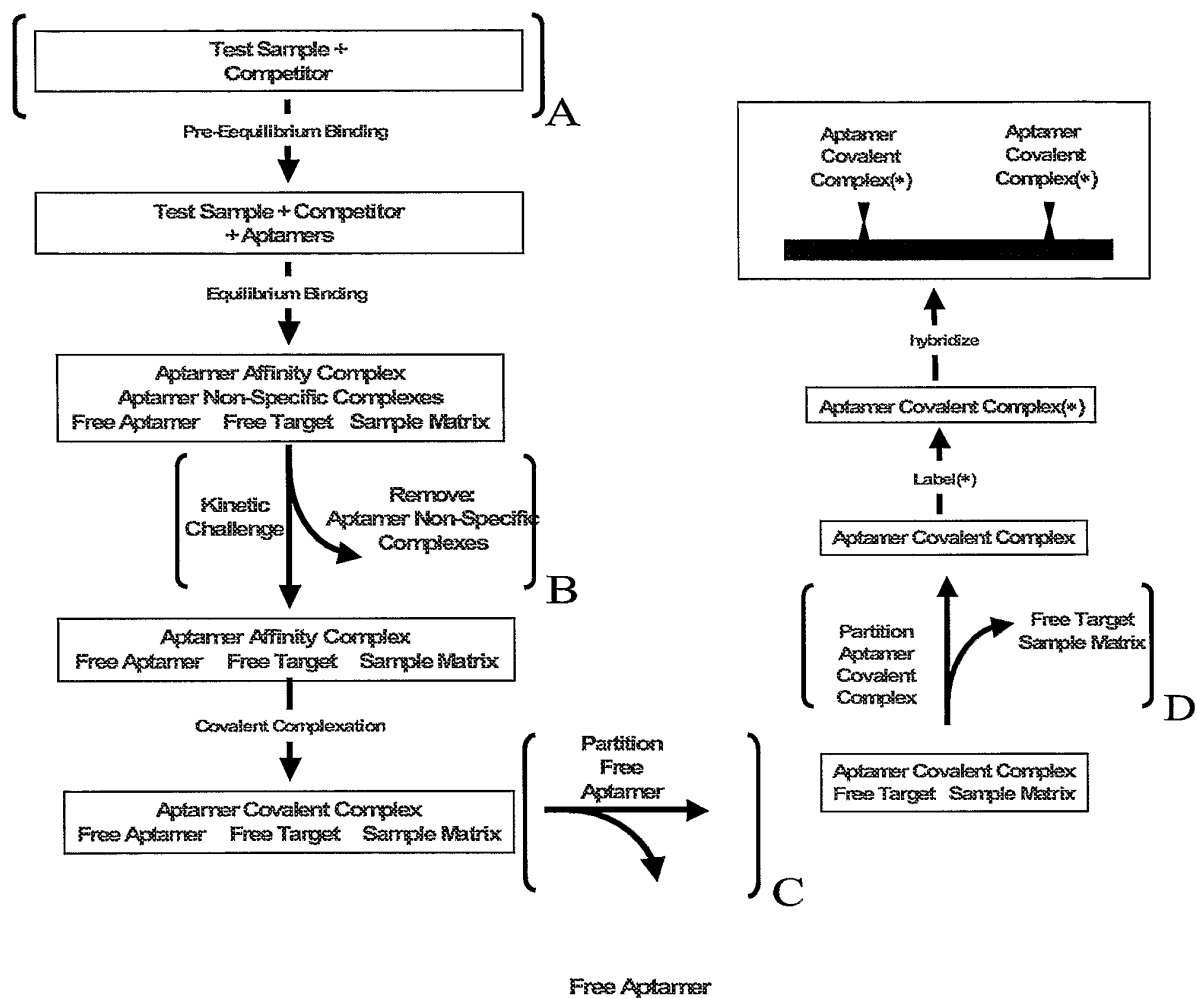 Test Sample +
Competitor
A
Pre-Eequilibrium Binding
Test Sample + Competitor
+ Aptamers
Equilibrium Binding
Aptamer Affinity Complex
Aptamer Non-Specific Complexes
Free Aptamer Free Target Sample Matrix
Kinetic
Challenge
Remove:
Aptamer Non-Specific
Complexes
B
Aptamer Affinity Complex
Free Aptamer Free Target Sample Matrix
Covalent Complexation
Aptamer Covalent Complex
Free Aptamer Free Target Sample Matrix
Partition
Free
Aptamer
C
Free Aptamer
Aptamer Covalent Complex
Free Target Sample Matrix
Partition
Aptamer
Covalent
Complex
Free Target
Sample Matrix
D
Aptamer Covalent Complex
Label(*)
Aptamer Covalent Complex(*)
hybridize
Aptamer
Covalent
Complex(*)
Aptamer
Covalent
Complex(*)